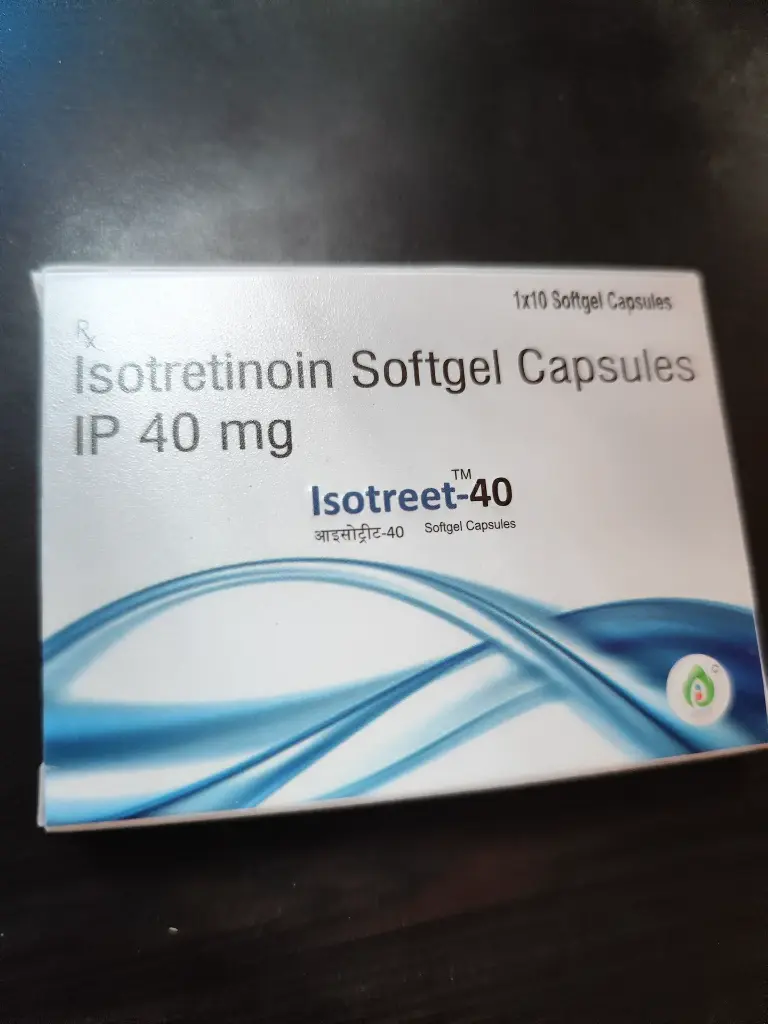 1x10 Softgel Capsules
Rx
Isotretinoin Softgel Capsules
IP 40 mg
Isotreet™-40
आइसोट्रीट-40 Softgel Capsules